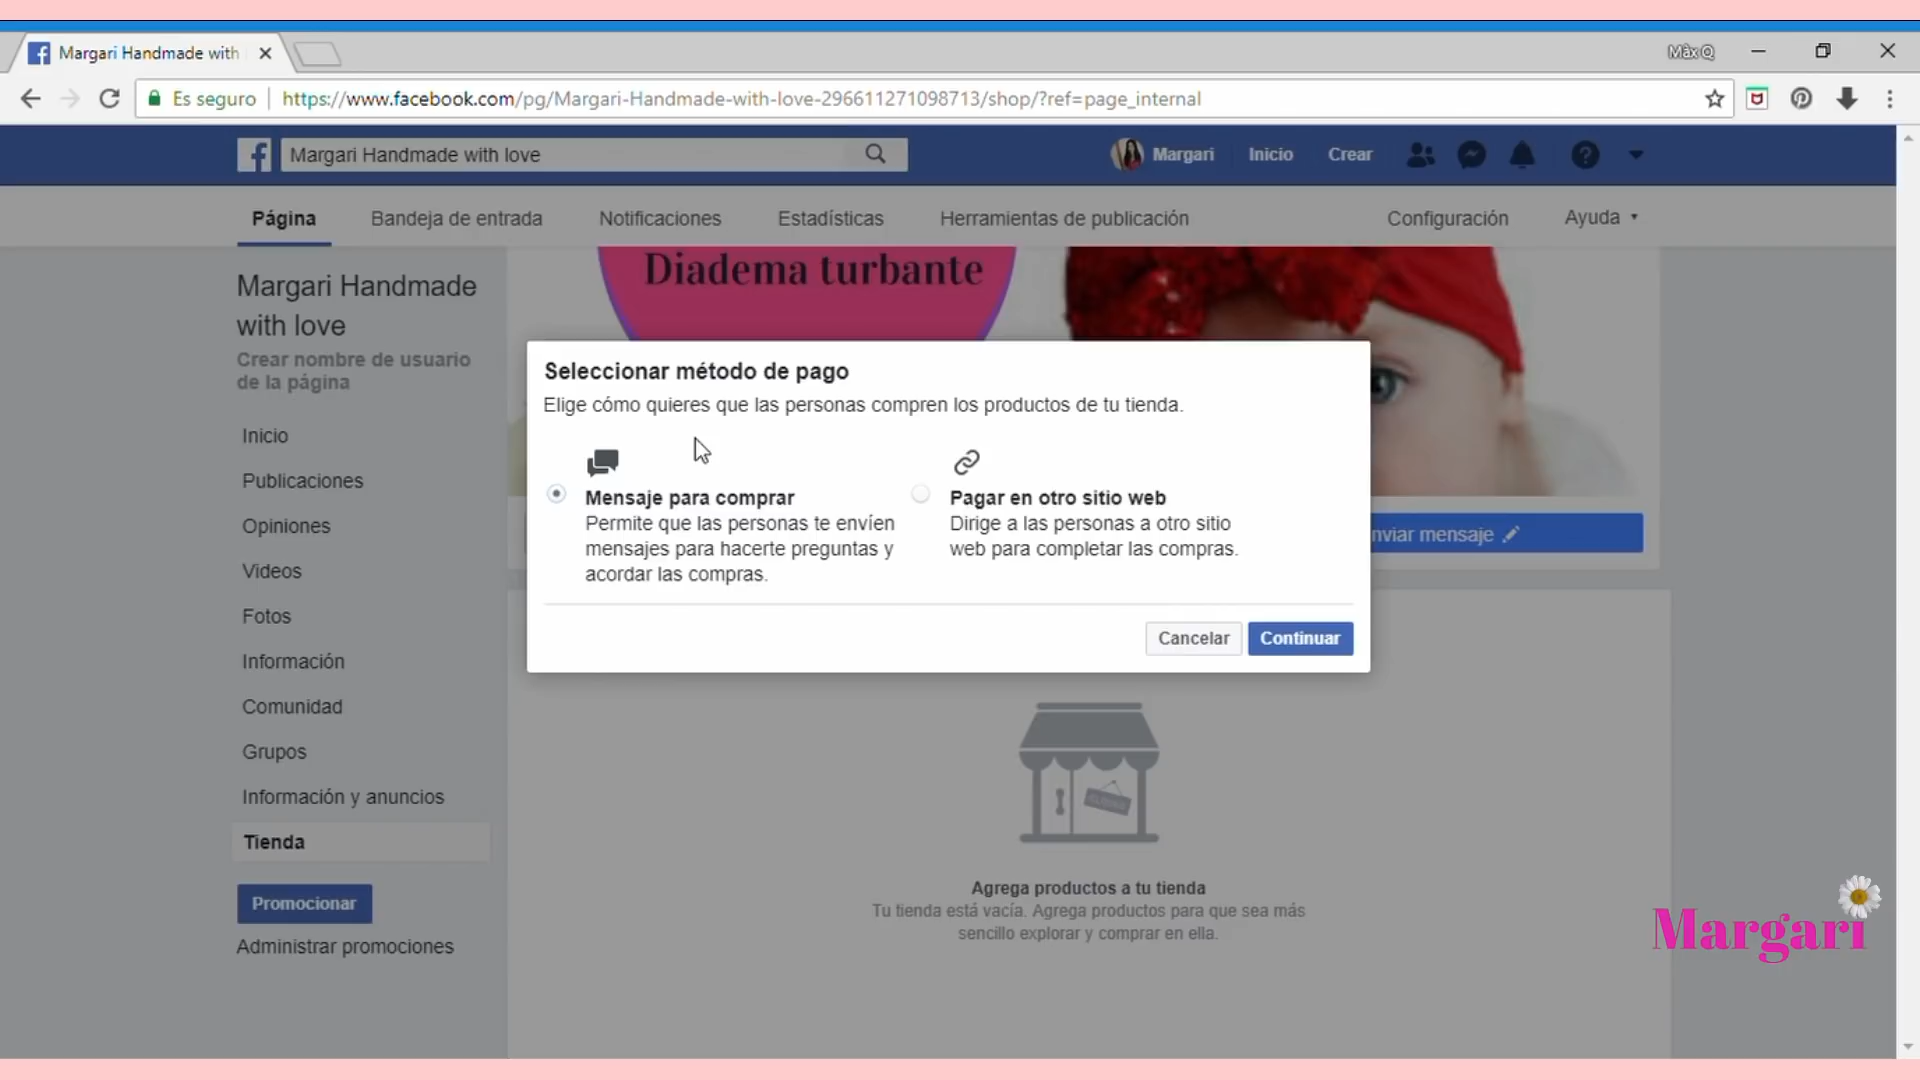 Margari Handmade with
Màx Q
Es seguro
https://www.facebook.com/pg/Margari-Handmade-with-love-296611271098713/shop/?ref=page_internal
Margari Handmade with love
Margari
Inicio
Crear
Página
Bandeja de entrada
Notificaciones
Estadísticas
Herramientas de publicación
Configuración
Ayuda
Margari Handmade
with love
Crear nombre de usuario
de la página
Inicio
Publicaciones
Opiniones
Videos
Fotos
Información
Comunidad
Grupos
Información y anuncios
Tienda
Promocionar
Administrar promociones
Diadema turbante
Seleccionar método de pago
Elige cómo quieres que las personas compren los productos de tu tienda.
Mensaje para comprar
Permite que las personas te envíen
mensajes para hacerte preguntas y
acordar las compras.
Pagar en otro sitio web
Dirige a las personas a otro sitio
web para completar las compras.
Cancelar
Continuar
nviar mensaje
Agrega productos a tu tienda
Tu tienda está vacía. Agrega productos para que sea más
sencillo explorar y comprar en ella.
Margari